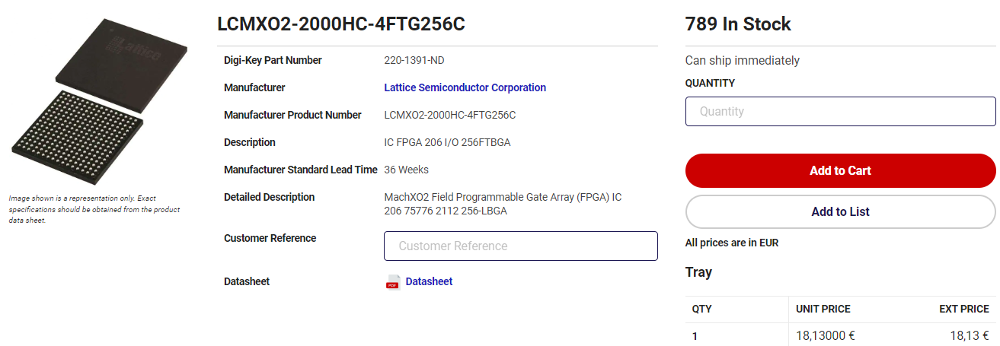 LCMXO2-2000HC-4FTG256C
Digi-Key Part Number 220-1391-ND
Manufacturer Lattice Semiconductor Corporation
Manufacturer Product Number LCMXO2-2000HC-4FTG256C
Description IC FPGA 206 I/O 256FTBGA
Manufacturer Standard Lead Time 36 Weeks
Detailed Description MachXO2 Field Programmable Gate Array (FPGA) IC
206 75776 2112 256-LBGA
Customer Reference Customer Reference
Datasheet PDF Datasheet
Lattice
Image shown is a representation only. Exact
specifications should be obtained from the product
data sheet.
789 In Stock
Can ship immediately
QUANTITY
Quantity
Add to Cart
Add to List
All prices are in EUR
Tray
QTY UNIT PRICE EXT PRICE
1 18,13000 € 18,13 €